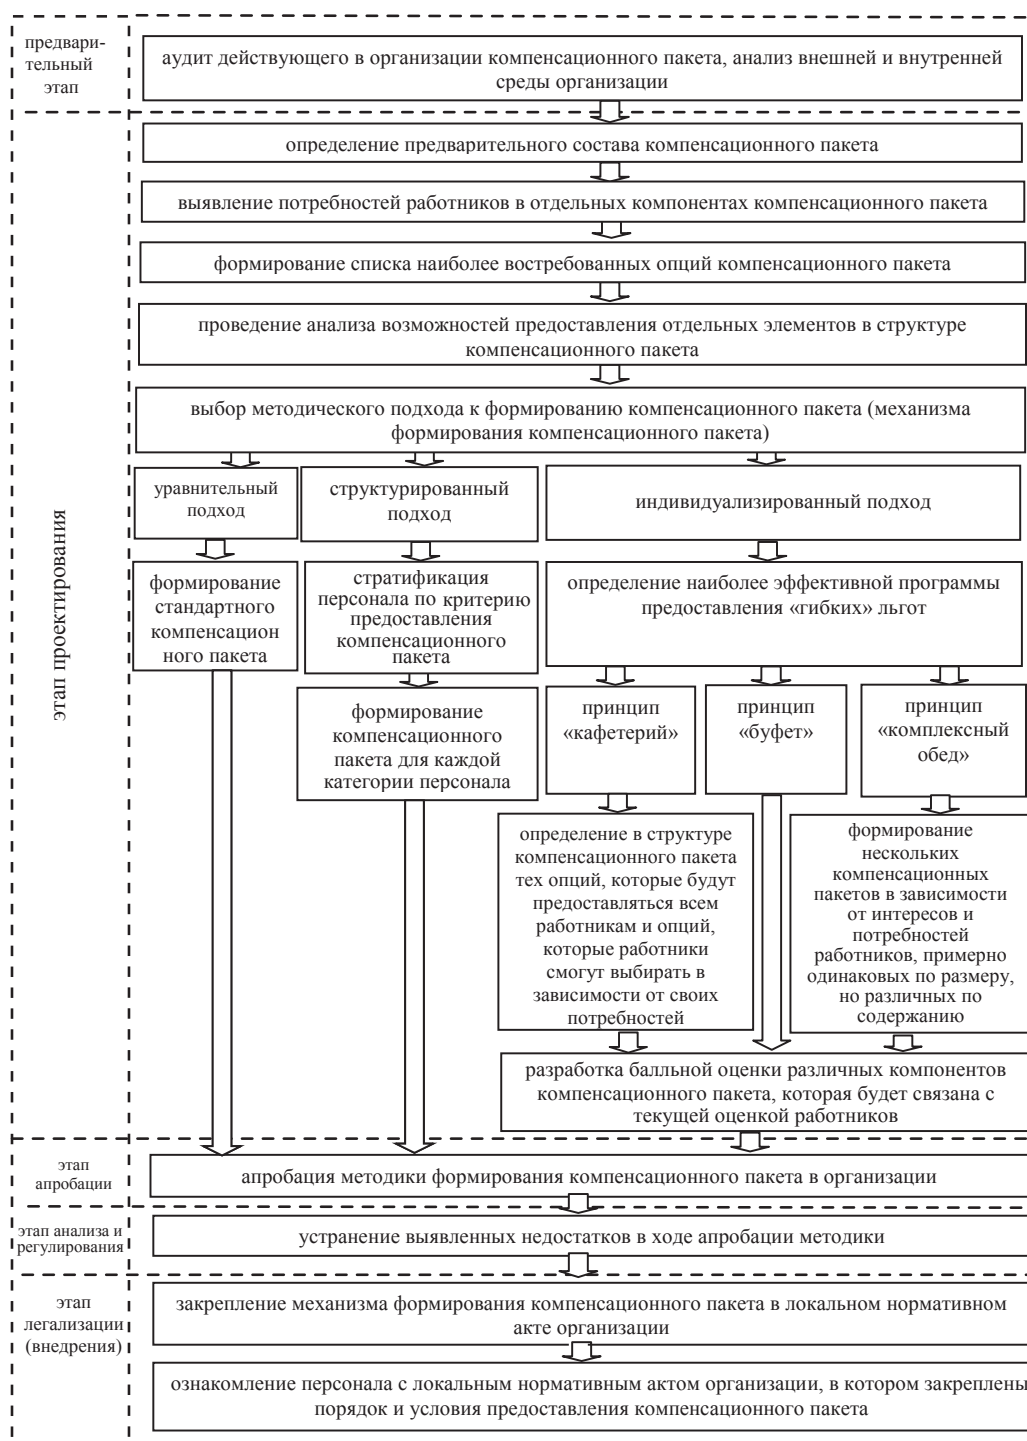 предвари-
тельный
этап
аудит действующего в организации компенсационного пакета, анализ внешней и внутренней
среды организации
этап проектирования
определение предварительного состава компенсационного пакета
выявление потребностей работников в отдельных компонентах компенсационного пакета
формирование списка наиболее востребованных опций компенсационного пакета
проведение анализа возможностей предоставления отдельных элементов в структуре
компенсационного пакета
выбор методического подхода к формированию компенсационного пакета (механизма
формирования компенсационного пакета)
уравнительный
подход
структурированный
подход
индивидуализированный подход
формирование
стандартного
компенсацион
ного пакета
стратификация
персонала по критерию
предоставления
компенсационного
пакета
определение наиболее эффективной программы
предоставления «гибких» льгот
формирование
компенсационного
пакета для каждой
категории персонала
принцип
«кафетерий»
принцип
«буфет»
принцип
«комплексный
обед»
определение в структуре
компенсационного пакета
тех опций, которые будут
предоставляться всем
работникам и опций,
которые работники
смогут выбирать в
зависимости от своих
потребностей
формирование
нескольких
компенсационных
пакетов в зависимости
от интересов и
потребностей
работников, примерно
одинаковых по размеру,
но различных по
содержанию
разработка балльной оценки различных компонентов
компенсационного пакета, которая будет связана с
текущей оценкой работников
этап
апробации
апробация методики формирования компенсационного пакета в организации
этап анализа и
регулирования
устранение выявленных недостатков в ходе апробации методики
этап
легализации
(внедрения)
закрепление механизма формирования компенсационного пакета в локальном нормативном
акте организации
ознакомление персонала с локальным нормативным актом организации, в котором закреплены
порядок и условия предоставления компенсационного пакета